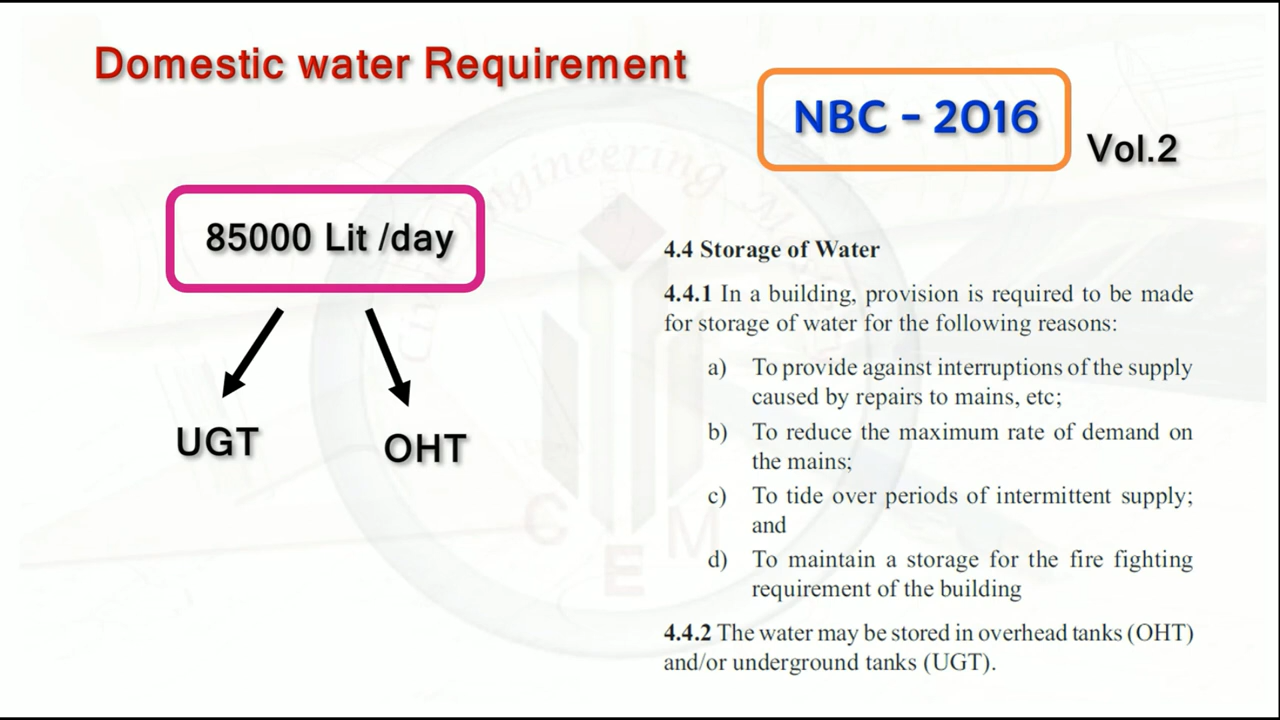 Domestic water Requirement
NBC - 2016
Vol.2
85000 Lit /day
UGT
OHT
4.4 Storage of Water
4.4.1 In a building, provision is required to be made
for storage of water for the following reasons:
a) To provide against interruptions of the supply
caused by repairs to mains, etc;
b) To reduce the maximum rate of demand on
the mains;
c) To tide over periods of intermittent supply;
and
d) To maintain a storage for the fire fighting
requirement of the building
4.4.2 The water may be stored in overhead tanks (OHT)
and/or underground tanks (UGT).
C E M